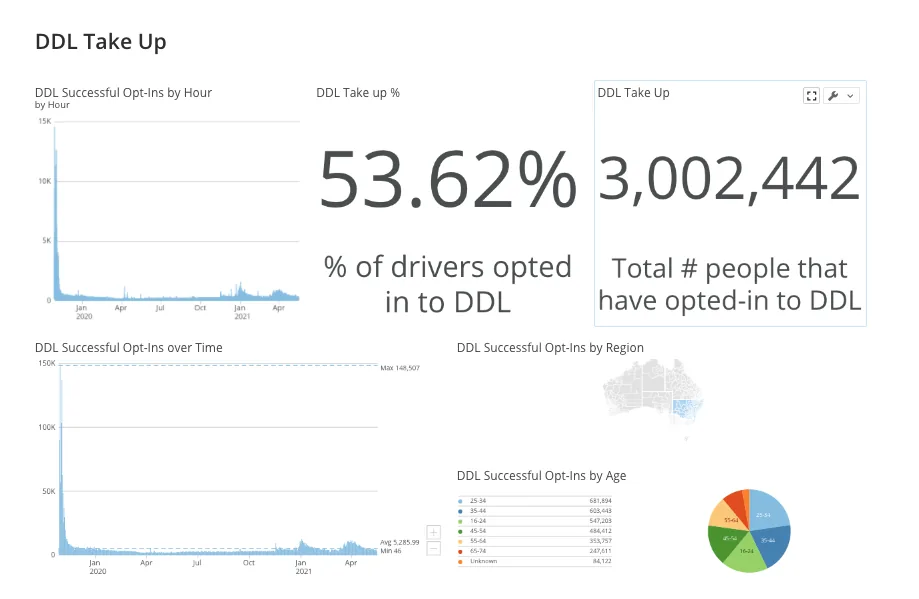 DDL Take Up
DDL Successful Opt-Ins by Hour
by Hour
15K
10K
5K
0
Jan
2020
Apr
Jul
Oct
Jan
2021
Apr
DDL Take up %
53.62%
% of drivers opted
in to DDL
DDL Take Up
3,002,442
Total # people that
have opted-in to DDL
DDL Successful Opt-Ins over Time
150K
100K
50K
0
Max 148,507
Avg 5,285.99
Min 46
Jan
2020
Apr
Jul
Oct
Jan
2021
Apr
DDL Successful Opt-Ins by Region
DDL Successful Opt-Ins by Age
25-34 681,894
35-44 603,443
16-24 547,203
45-54 484,412
55-64 353,757
65-74 247,611
Unknown 84,122
25-34
35-44
16-24
45-54
55-64